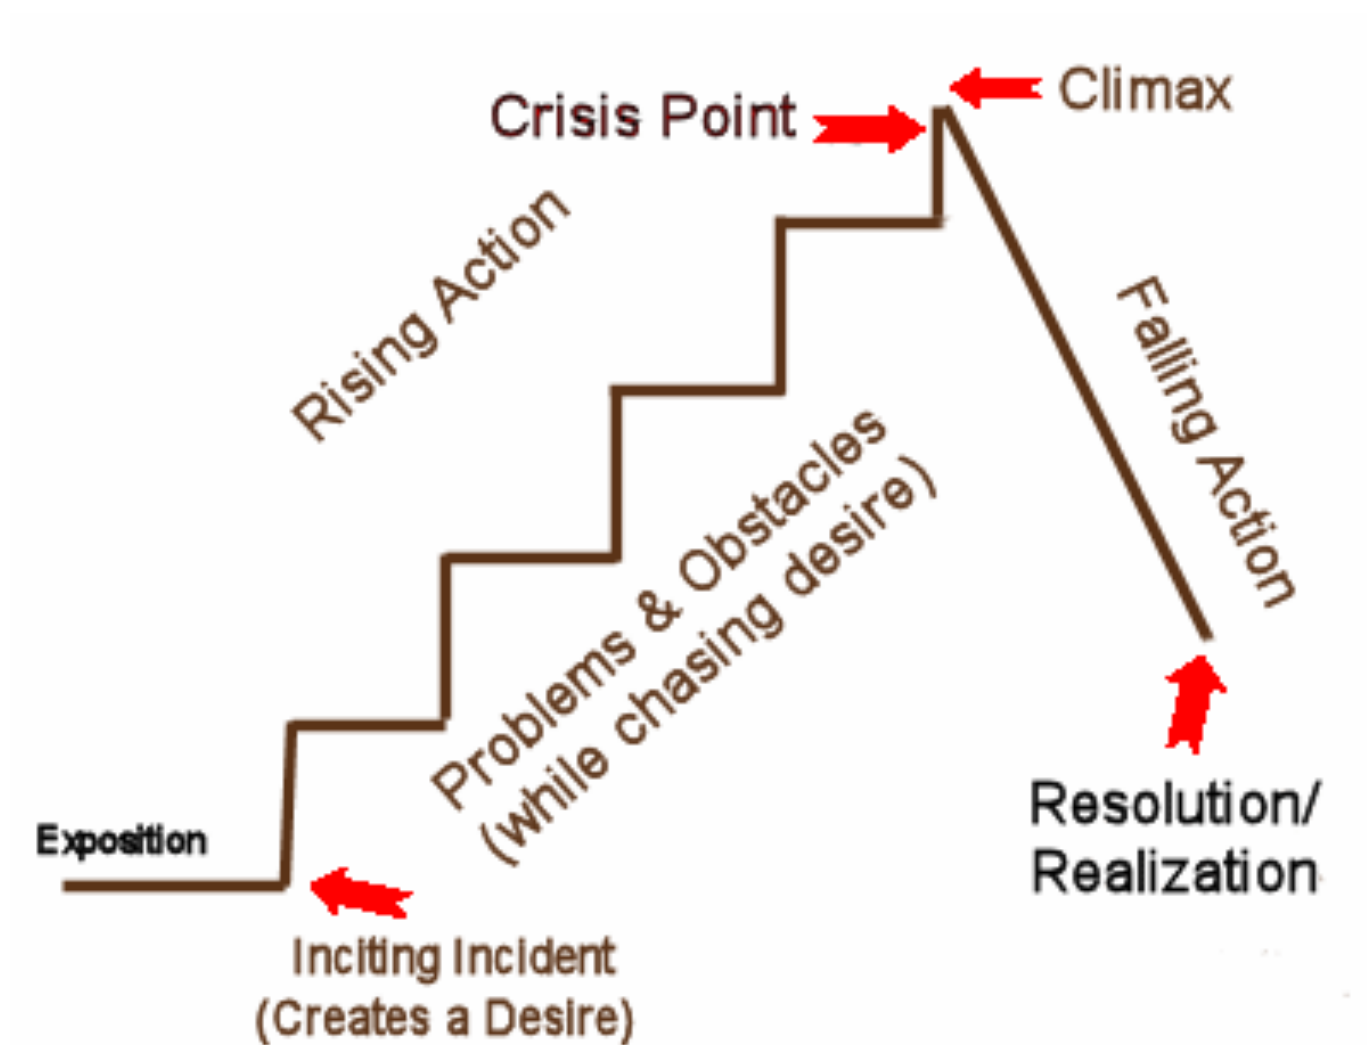 Climax
Crisis Point
Rising Action
Falling Action
Problems & Obstacles
(while chasing desire)
Exposition
Resolution/
Realization
Inciting Incident
(Creates a Desire)